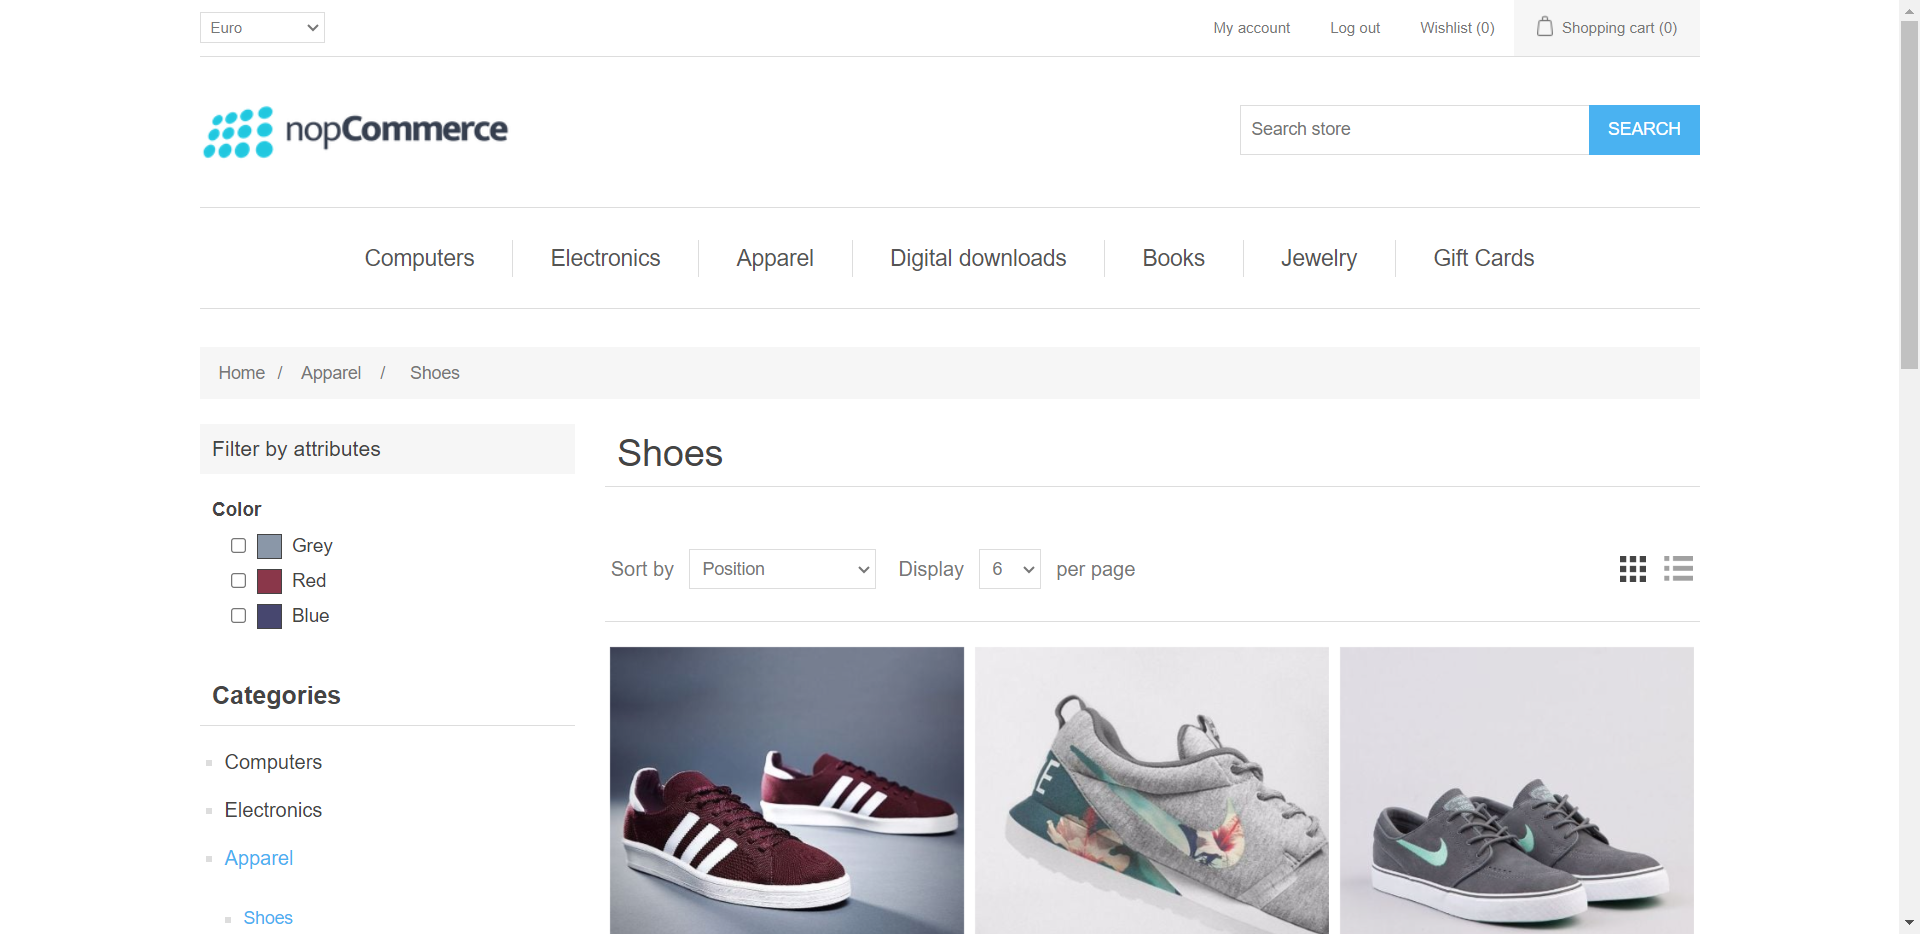 Euro
My account
Log out
Wishlist (0)
Shopping cart (0)
nopCommerce
Search store
SEARCH
Computers
Electronics
Apparel
Digital downloads
Books
Jewelry
Gift Cards
Home / Apparel / Shoes
Filter by attributes
Color
Grey
Red
Blue
Categories
Computers
Electronics
Apparel
Shoes
Shoes
Sort by Position Display 6 per page
E